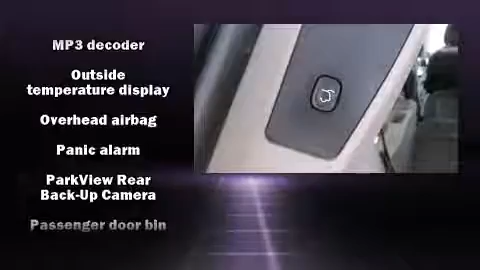 MP3 decoder
Outside
temperature display
Overhead airbag
Panic alarm
ParkView Rear
Back-Up Camera
Passenger door bin